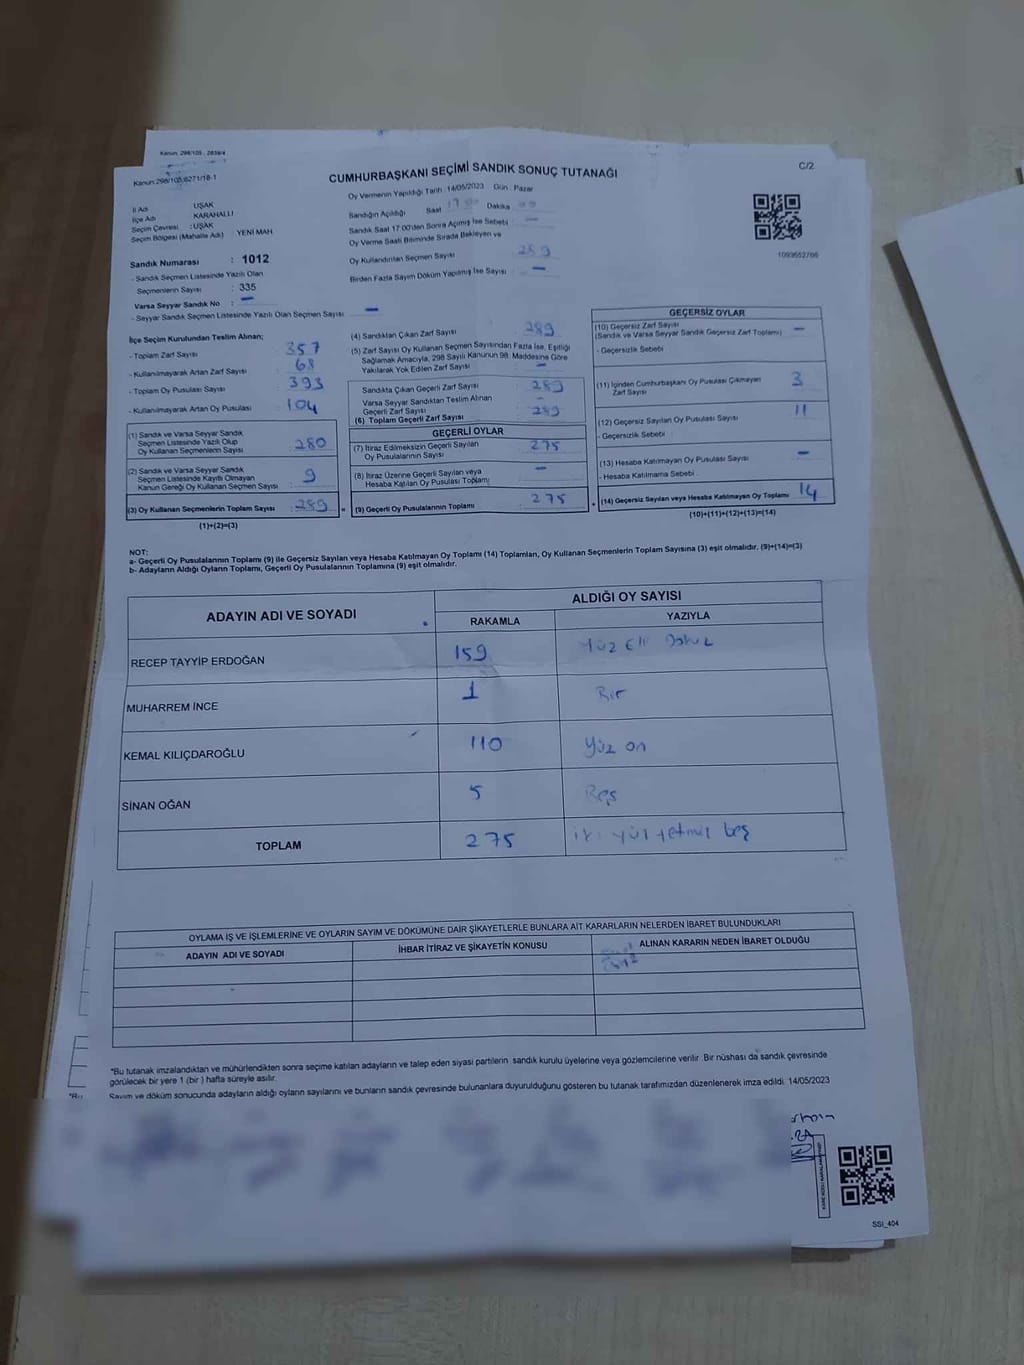 Kanun: 298/105 , 2839/4
Kanun:298/105;6271/18-1
CUMHURBAŞKANI SEÇİMİ SANDIK SONUÇ TUTANAĞI
C/2
Oy Vermenin Yapıldığı Tarih : 14/05/2023 Gün : Pazar
İl Adı : UŞAK
İlçe Adı : KARAHALLI
Seçim Çevresi : UŞAK
Seçim Bölgesi (Mahalle Adı) : YENİ MAH
Sandık Numarası : 1012
- Sandık Seçmen Listesinde Yazılı Olan
Seçmenlerin Sayısı : 335
Varsa Seyyar Sandık No : —
- Seyyar Sandık Seçmen Listesinde Yazılı Olan Seçmen Sayısı : —
Sandığın Açıldığı Saat 17 Dakika
Sandık Saat 17:00'den Sonra Açılmış İse Sebebi —
Oy Verme Saati Bitiminde Sırada Bekleyen ve
Oy Kullandırılan Seçmen Sayısı 289
Birden Fazla Sayım Döküm Yapılmış İse Sayısı —
1093652766
İlçe Seçim Kurulundan Teslim Alınan;
- Toplam Zarf Sayısı : 357
- Kullanılmayarak Artan Zarf Sayısı : 68
- Toplam Oy Pusulası Sayısı : 393
- Kullanılmayarak Artan Oy Pusulası : 104
(1) Sandık ve Varsa Seyyar Sandık
Seçmen Listesinde Yazılı Olup
Oy Kullanan Seçmenlerin Sayısı : 280
(2) Sandık ve Varsa Seyyar Sandık
Seçmen Listesinde Kayıtlı Olmayan
Kanun Gereği Oy Kullanan Seçmen Sayısı : 9
(3) Oy Kullanan Seçmenlerin Toplam Sayısı : 289 =
(1)+(2)=(3)
(4) Sandıktan Çıkan Zarf Sayısı : 289
(5) Zarf Sayısı Oy Kullanan Seçmen Sayısından Fazla İse, Eşitliği
Sağlamak Amacıyla, 298 Sayılı Kanunun 98. Maddesine Göre
Yakılarak Yok Edilen Zarf Sayısı : —
Sandıkta Çıkan Geçerli Zarf Sayısı : 289
Varsa Seyyar Sandıktan Teslim Alınan
Geçerli Zarf Sayısı : —
(6) Toplam Geçerli Zarf Sayısı : 289
GEÇERLİ OYLAR
(7) İtiraz Edilmeksizin Geçerli Sayılan
Oy Pusulalarının Sayısı : 275
(8) İtiraz Üzerine Geçerli Sayılan veya
Hesaba Katılan Oy Pusulası Toplamı : —
(9) Geçerli Oy Pusulalarının Toplamı : 275 +
GEÇERSİZ OYLAR
(10) Geçersiz Zarf Sayısı
(Sandık ve Varsa Seyyar Sandık Geçersiz Zarf Toplamı) : —
- Geçersizlik Sebebi :
(11) İçinden Cumhurbaşkanı Oy Pusulası Çıkmayan
Zarf Sayısı : 3
(12) Geçersiz Sayılan Oy Pusulası Sayısı : 11
- Geçersizlik Sebebi :
(13) Hesaba Katılmayan Oy Pusulası Sayısı : —
- Hesaba Katılmama Sebebi :
(14) Geçersiz Sayılan veya Hesaba Katılmayan Oy Toplamı : 14
(10)+(11)+(12)+(13)=(14)
NOT:
a- Geçerli Oy Pusulalarının Toplamı (9) ile Geçersiz Sayılan veya Hesaba Katılmayan Oy Toplamı (14) Toplamları, Oy Kullanan Seçmenlerin Toplam Sayısına (3) eşit olmalıdır. (9)+(14)=(3)
b- Adayların Aldığı Oyların Toplamı, Geçerli Oy Pusulalarının Toplamına (9) eşit olmalıdır.
ADAYIN ADI VE SOYADI
ALDIĞI OY SAYISI
RAKAMLA YAZIYLA
RECEP TAYYİP ERDOĞAN 159 Yüz Elli Dokuz
MUHARREM İNCE 1 Bir
KEMAL KILIÇDAROĞLU 110 Yüz on
SİNAN OĞAN 5 Beş
TOPLAM 275 iki yüz yetmiş beş
OYLAMA İŞ VE İŞLEMLERİNE VE OYLARIN SAYIM VE DÖKÜMÜNE DAİR ŞİKAYETLERLE BUNLARA AİT KARARLARIN NELERDEN İBARET BULUNDUKLARI
ADAYIN ADI VE SOYADI
İHBAR İTİRAZ VE ŞİKAYETİN KONUSU
ALINAN KARARIN NEDEN İBARET OLDUĞU
*Bu tutanak imzalandıktan ve mühürlendikten sonra seçime katılan adayların ve talep eden siyasi partilerin sandık kurulu üyelerine veya gözlemcilerine verilir. Bir nüshası da sandık çevresinde
görülecek bir yere 1 (bir ) hafta süreyle asılır.
*Bu
Sayım ve döküm sonucunda adayların aldığı oyların sayılarını ve bunların sandık çevresinde bulunanlara duyurulduğunu gösteren bu tutanak tarafımızdan düzenlenerek imza edildi. 14/05/2023
SSI_404